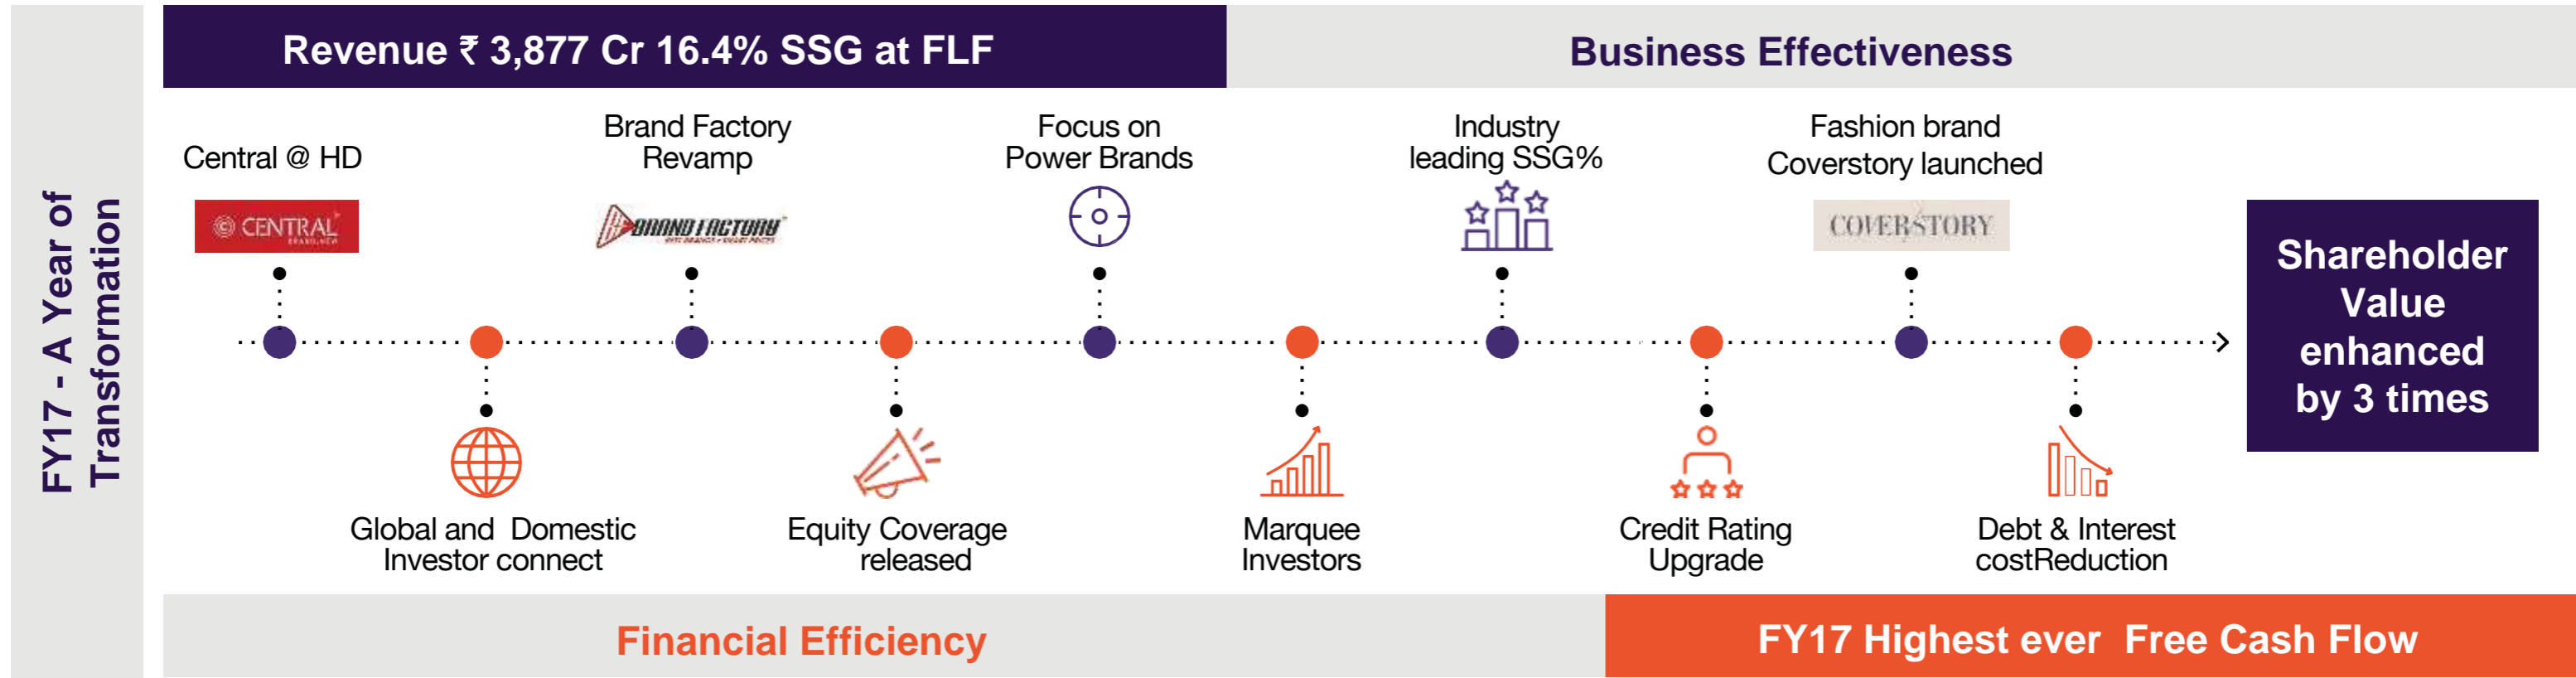 FY17 - A Year of
Transformation
Revenue ₹ 3,877 Cr 16.4% SSG at FLF
Business Effectiveness
Central @ HD
CENTRAL
Brand Factory
Revamp
BRAND FACTORY
Focus on
Power Brands
Industry
leading SSG%
Fashion brand
Coverstory launched
COVER STORY
Global and Domestic
Investor connect
Equity Coverage
released
Marquee
Investors
Credit Rating
Upgrade
Debt & Interest
costReduction
Shareholder
Value
enhanced
by 3 times
Financial Efficiency
FY17 Highest ever Free Cash Flow